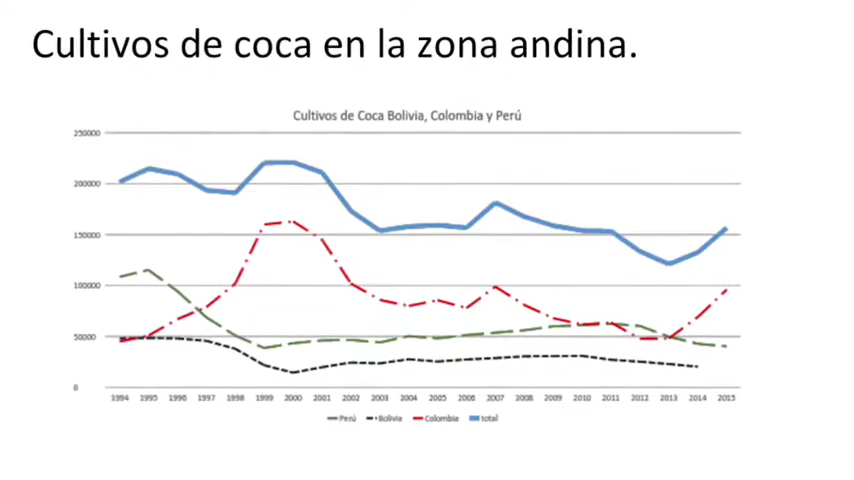 Cultivos de coca en la zona andina.
Cultivos de Coca Bolivia, Colombia y Perú
250000
200000
150000
100000
50000
0
1994 1995 1996 1997 1998 1999 2000 2001 2002 2003 2004 2005 2006 2007 2008 2009 2010 2011 2012 2013 2014 2015
Perú Bolivia Colombia total